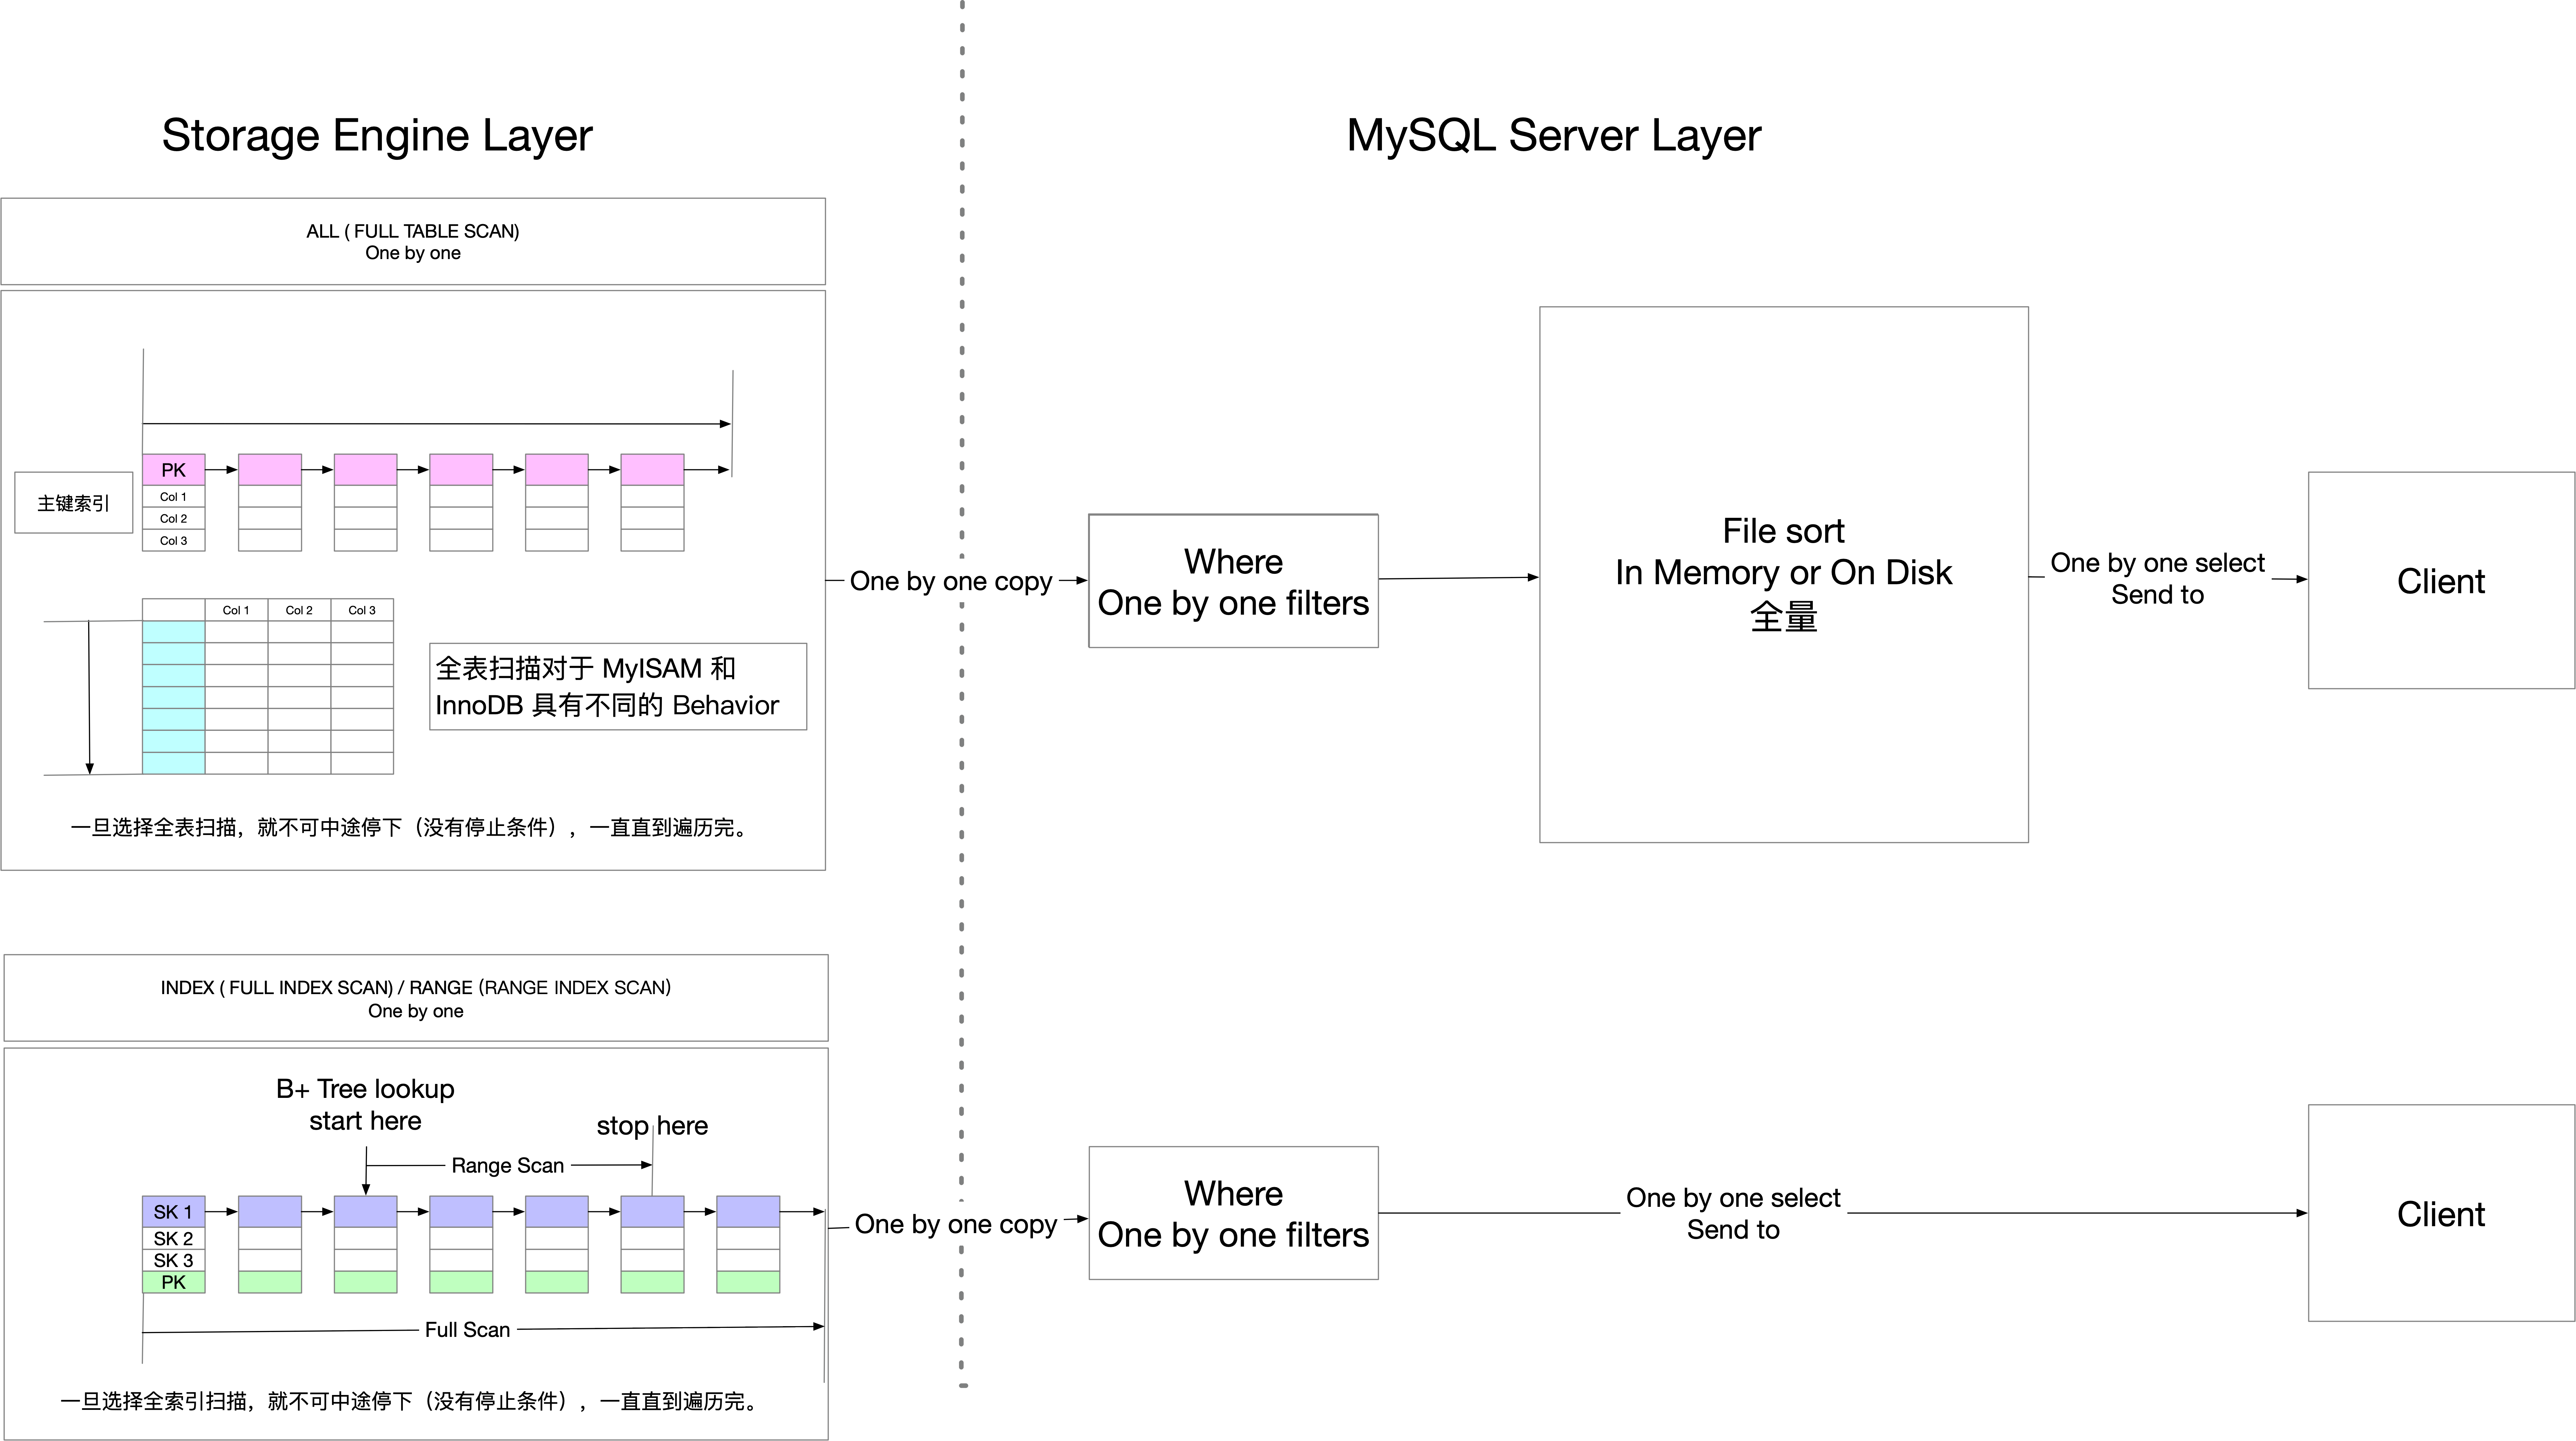 Storage Engine Layer
MySQL Server Layer
ALL ( FULL TABLE SCAN)
One by one
PK
Col 1
Col 2
Col 3
主键索引
Col 1
Col 2
Col 3
全表扫描对于 MyISAM 和
InnoDB 具有不同的 Behavior
一旦选择全表扫描，就不可中途停下（没有停止条件），一直直到遍历完。
One by one copy
Where
One by one filters
File sort
In Memory or On Disk
全量
One by one select
Send to
Client
INDEX ( FULL INDEX SCAN) / RANGE (RANGE INDEX SCAN)
One by one
B+ Tree lookup
start here
stop here
Range Scan
SK 1
SK 2
SK 3
PK
Full Scan
一旦选择全索引扫描，就不可中途停下（没有停止条件），一直直到遍历完。
One by one copy
Where
One by one filters
One by one select
Send to
Client